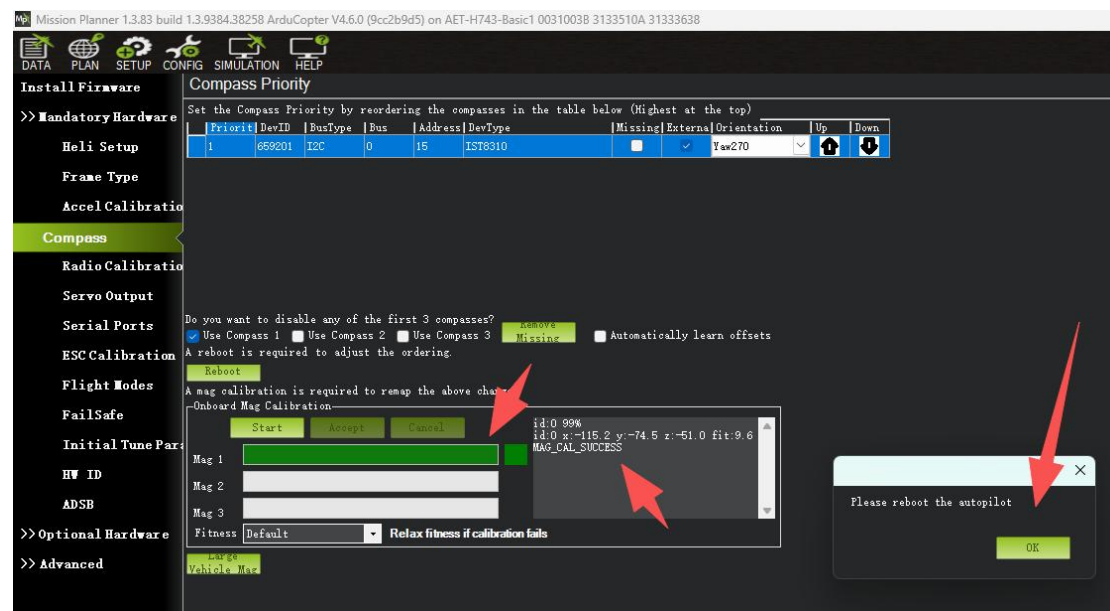 Mission Planner 1.3.83 build 1.3.9384.38258 ArduCopter V4.6.0 (9cc2b9d5) on AET-H743-Basic1 0031003B 3133510A 31333638
DATA PLAN SETUP CONFIG SIMULATION HELP
Install Firmware
>> Mandatory Hardware
Heli Setup
Frame Type
Accel Calibratio
Compass
Radio Calibratio
Servo Output
Serial Ports
ESC Calibration
Flight Modes
FailSafe
Initial Tune Par
HW ID
ADSB
>> Optional Hardware
>> Advanced
Compass Priority
Set the Compass Priority by reordering the compasses in the table below (Highest at the top)
Priorit DevID BusType Bus Address DevType Missing Externa Orientation Up Down
1 659201 I2C 0 15 IST8310 Yaw270
Do you want to disable any of the first 3 compasses?
Use Compass 1 Use Compass 2 Use Compass 3 Remove Missing Automatically learn offsets
A reboot is required to adjust the ordering.
Reboot
A mag calibration is required to remap the above chan
Onboard Mag Calibration
Start Accept Cancel
Mag 1
Mag 2
Mag 3
id:0 99%
id:0 x:-115.2 y:-74.5 z:-51.0 fit:9.6
MAG_CAL_SUCCESS
Fitness Default Relax fitness if calibration fails
Large
Vehicle Mag
Please reboot the autopilot
OK